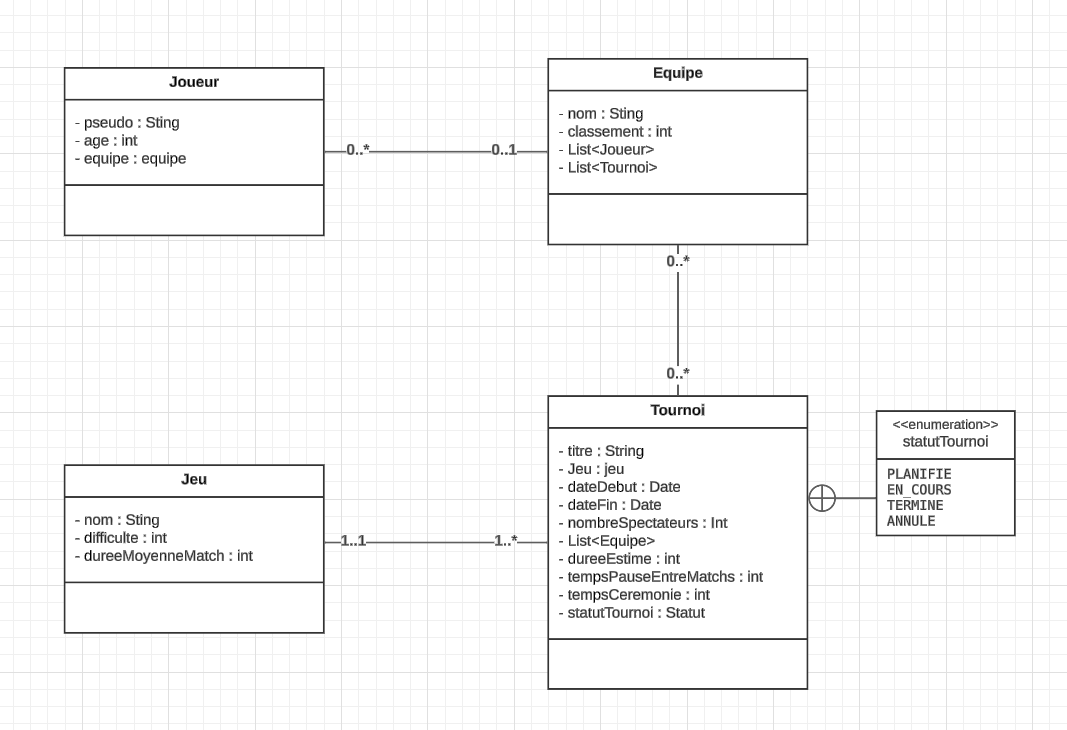 Joueur
- pseudo : Sting
- age : int
- equipe : equipe
0..*
0..1
Equipe
- nom : Sting
- classement : int
- List<Joueur>
- List<Tournoi>
0..*
0..*
Jeu
- nom : Sting
- difficulte : int
- dureeMoyenneMatch : int
1..1
1..*
Tournoi
- titre : String
- Jeu : jeu
- dateDebut : Date
- dateFin : Date
- nombreSpectateurs : Int
- List<Equipe>
- dureeEstime : int
- tempsPauseEntreMatchs : int
- tempsCeremonie : int
- statutTournoi : Statut
<<enumeration>>
statutTournoi
PLANIFIE
EN_COURS
TERMINE
ANNULE